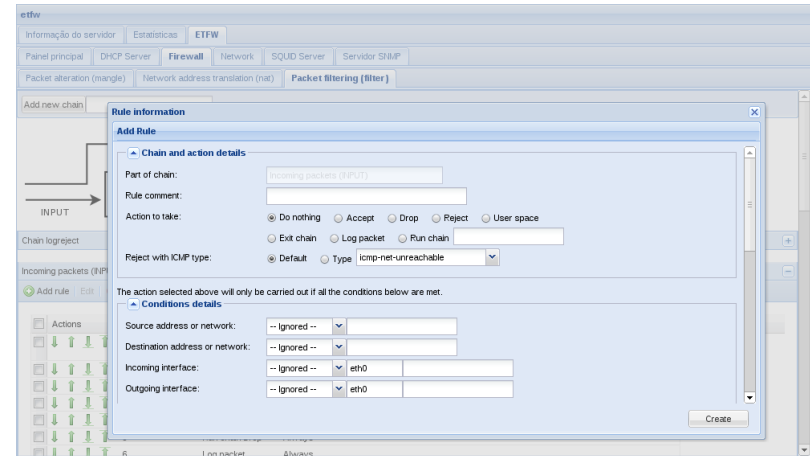 etfw
Informação do servidor Estatísticas ETFW
Painel principal DHCP Server Firewall Network SQUID Server Servidor SNMP
Packet alteration (mangle) Network address translation (nat) Packet filtering (filter)
Add new chain
Rule information
Add Rule
Chain and action details
Part of chain: Incoming packets (INPUT)
Rule comment:
Action to take: Do nothing Accept Drop Reject User space
Exit chain Log packet Run chain
INPUT
Chain logreject
Reject with ICMP type: Default Type icmp-net-unreachable
Incoming packets (INP
The action selected above will only be carried out if all the conditions below are met.
Add rule Edit
Conditions details
Actions
Source address or network: -- Ignored --
Destination address or network: -- Ignored --
Incoming interface: -- Ignored -- eth0
Outgoing interface: -- Ignored -- eth0
Create
6 Log packet Always